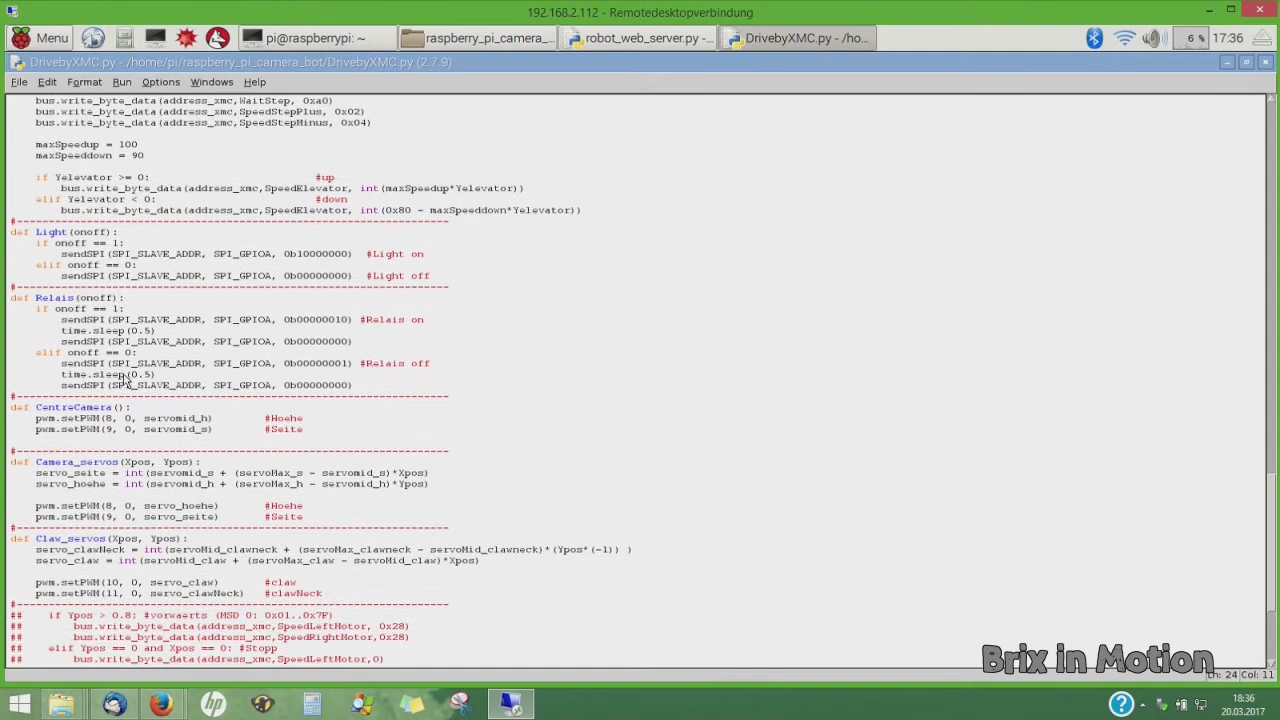 192.168.2.112 - Remotedesktopverbindung
Menu
pi@raspberrypi: ~
raspberry_pi_camera_...
robot_web_server.py -...
DrivebyXMC.py - /ho...
6 %
17:36
DrivebyXMC.py - /home/pi/raspberry_pi_camera_bot/DrivebyXMC.py (2.7.9)
File Edit Format Run Options Windows Help
bus.write_byte_data(address_xmc,WaitStep, 0xa0)
bus.write_byte_data(address_xmc,SpeedStepPlus, 0x02)
bus.write_byte_data(address_xmc,SpeedStepMinus, 0x04)
maxSpeedup = 100
maxSpeeddown = 90
if Yelevator >= 0: #up
bus.write_byte_data(address_xmc,SpeedElevator, int(maxSpeedup*Yelevator))
elif Yelevator < 0: #down
bus.write_byte_data(address_xmc,SpeedElevator, int(0x80 - maxSpeeddown*Yelevator))
#---------------------------------------------------------------------
def Light(onoff):
if onoff == 1:
sendSPI(SPI_SLAVE_ADDR, SPI_GPIOA, 0b10000000) #Light on
elif onoff == 0:
sendSPI(SPI_SLAVE_ADDR, SPI_GPIOA, 0b00000000) #Light off
#---------------------------------------------------------------------
def Relais(onoff):
if onoff == 1:
sendSPI(SPI_SLAVE_ADDR, SPI_GPIOA, 0b00000010) #Relais on
time.sleep(0.5)
sendSPI(SPI_SLAVE_ADDR, SPI_GPIOA, 0b00000000)
elif onoff == 0:
sendSPI(SPI_SLAVE_ADDR, SPI_GPIOA, 0b00000001) #Relais off
time.sleep(0.5)
sendSPI(SPI_SLAVE_ADDR, SPI_GPIOA, 0b00000000)
#---------------------------------------------------------------------
def CentreCamera():
pwm.setPWM(8, 0, servomid_h) #Hoehe
pwm.setPWM(9, 0, servomid_s) #Seite
#---------------------------------------------------------------------
def Camera_servos(Xpos, Ypos):
servo_seite = int(servomid_s + (servoMax_s - servomid_s)*Xpos)
servo_hoehe = int(servomid_h + (servoMax_h - servomid_h)*Ypos)
pwm.setPWM(8, 0, servo_hoehe) #Hoehe
pwm.setPWM(9, 0, servo_seite) #Seite
#---------------------------------------------------------------------
def Claw_servos(Xpos, Ypos):
servo_clawNeck = int(servoMid_clawneck + (servoMax_clawneck - servoMid_clawneck)*(Ypos*(-1)) )
servo_claw = int(servoMid_claw + (servoMax_claw - servoMid_claw)*Xpos)
pwm.setPWM(10, 0, servo_claw) #claw
pwm.setPWM(11, 0, servo_clawNeck) #clawNeck
#---------------------------------------------------------------------
## if Ypos > 0.8: #vorwaerts (MSD 0: 0x01..0x7F)
## bus.write_byte_data(address_xmc,SpeedLeftMotor, 0x28)
## bus.write_byte_data(address_xmc,SpeedRightMotor,0x28)
## elif Ypos == 0 and Xpos == 0: #Stopp
## bus.write_byte_data(address_xmc,SpeedLeftMotor,0)
Brix in Motion
Ln: 24 Col: 11
18:36
20.03.2017